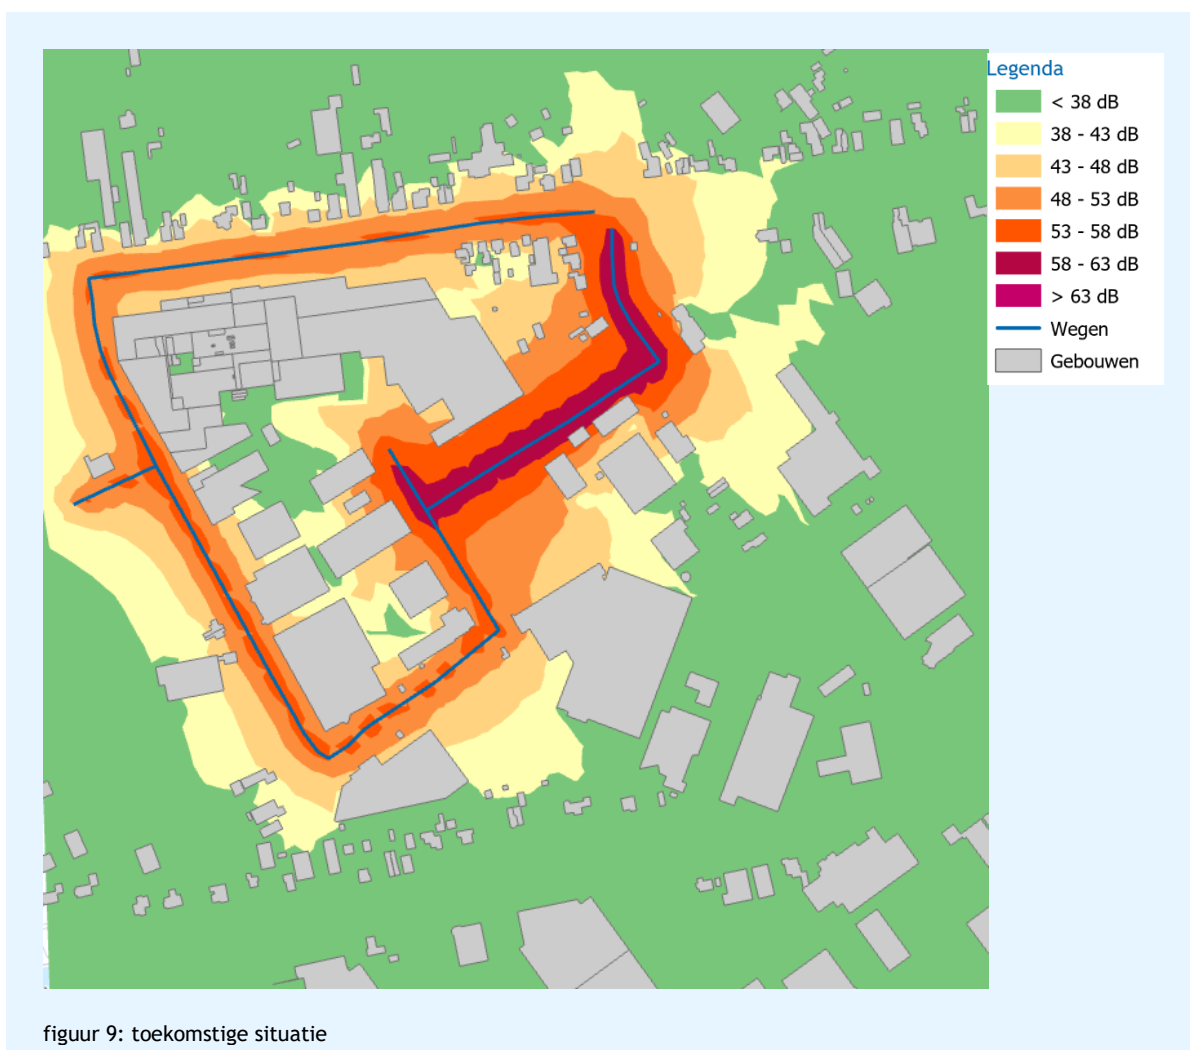 Legenda
< 38 dB
38 - 43 dB
43 - 48 dB
48 - 53 dB
53 - 58 dB
58 - 63 dB
> 63 dB
Wegen
Gebouwen
figuur 9: toekomstige situatie